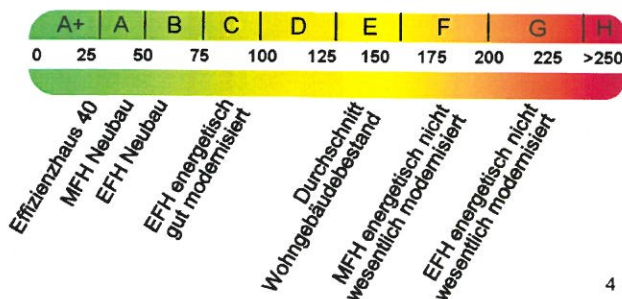 A+ A B C D E F G H
0 25 50 75 100 125 150 175 200 225 >250
Effizienzhaus 40
MFH Neubau
EFH Neubau
EFH energetisch
gut modernisiert
Durchschnitt
Wohngebäudebestand
MFH energetisch nicht
wesentlich modernisiert
EFH energetisch nicht
wesentlich modernisiert
4